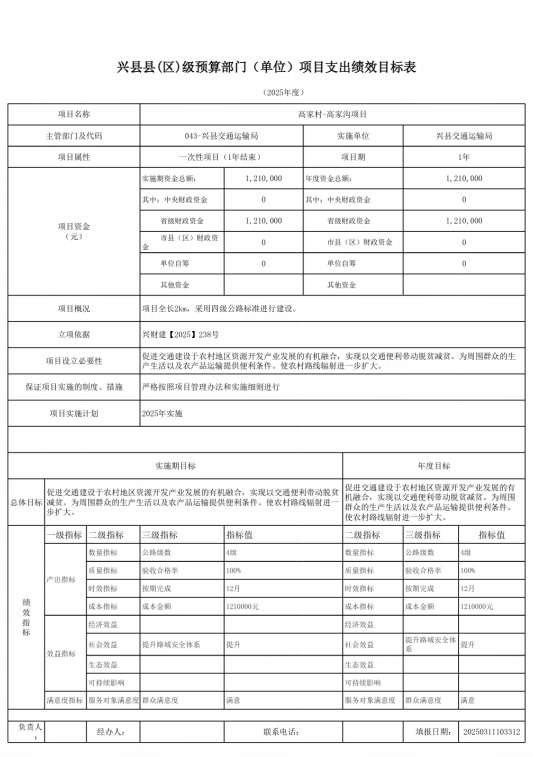 兴县县(区)级预算部门（单位）项目支出绩效目标表
（2025年度）
项目名称 高家村-高家沟项目
主管部门及代码 043-兴县交通运输局 实施单位 兴县交通运输局
项目属性 一次性项目（1年结束） 项目期 1年
项目资金（元） 实施期资金总额： 1,210,000 年度资金总额： 1,210,000
其中：中央财政资金 0 其中：中央财政资金 0
省级财政资金 1,210,000 省级财政资金 1,210,000
市县（区）财政资金 0 市县（区）财政资金 0
单位自筹 0 单位自筹 0
其他资金 其他资金
项目概况 项目全长2km，采用四级公路标准进行建设。
立项依据 兴财建【2025】238号
项目设立必要性 促进交通建设于农村地区资源开发产业发展的有机融合，实现以交通便利带动脱贫减贫。为周围群众的生
产生活以及农产品运输提供便利条件。使农村路线辐射进一步扩大。
保证项目实施的制度、措施 严格按照项目管理办法和实施细则进行
项目实施计划 2025年实施
实施期目标 年度目标
总体目标
促进交通建设于农村地区资源开发产业发展的有机融合，实现以交通便利带动脱贫
减贫。为周围群众的生产生活以及农产品运输提供便利条件。使农村路线辐射进一
步扩大。
促进交通建设于农村地区资源开发产业发展的有
机融合，实现以交通便利带动脱贫减贫。为周围
群众的生产生活以及农产品运输提供便利条件。
使农村路线辐射进一步扩大。
绩效指标
一级指标 二级指标 三级指标 指标值 二级指标 三级指标 指标值
产出指标
数量指标 公路级数 4级 数量指标 公路级数 4级
质量指标 验收合格率 100% 质量指标 验收合格率 100%
时效指标 按期完成 12月 时效指标 按期完成 12月
成本指标 成本金额 1210000元 成本指标 成本金额 1210000元
效益指标
经济效益 经济效益
社会效益 提升路域安全体系 提升 社会效益 提升路域安全体系 提升
生态效益 生态效益
可持续影响 可持续影响
满意度指标 服务对象满意度 群众满意度 满意 服务对象满意度 群众满意度 满意
负责人： 经办人： 联系电话： 填报日期： 20250311103312